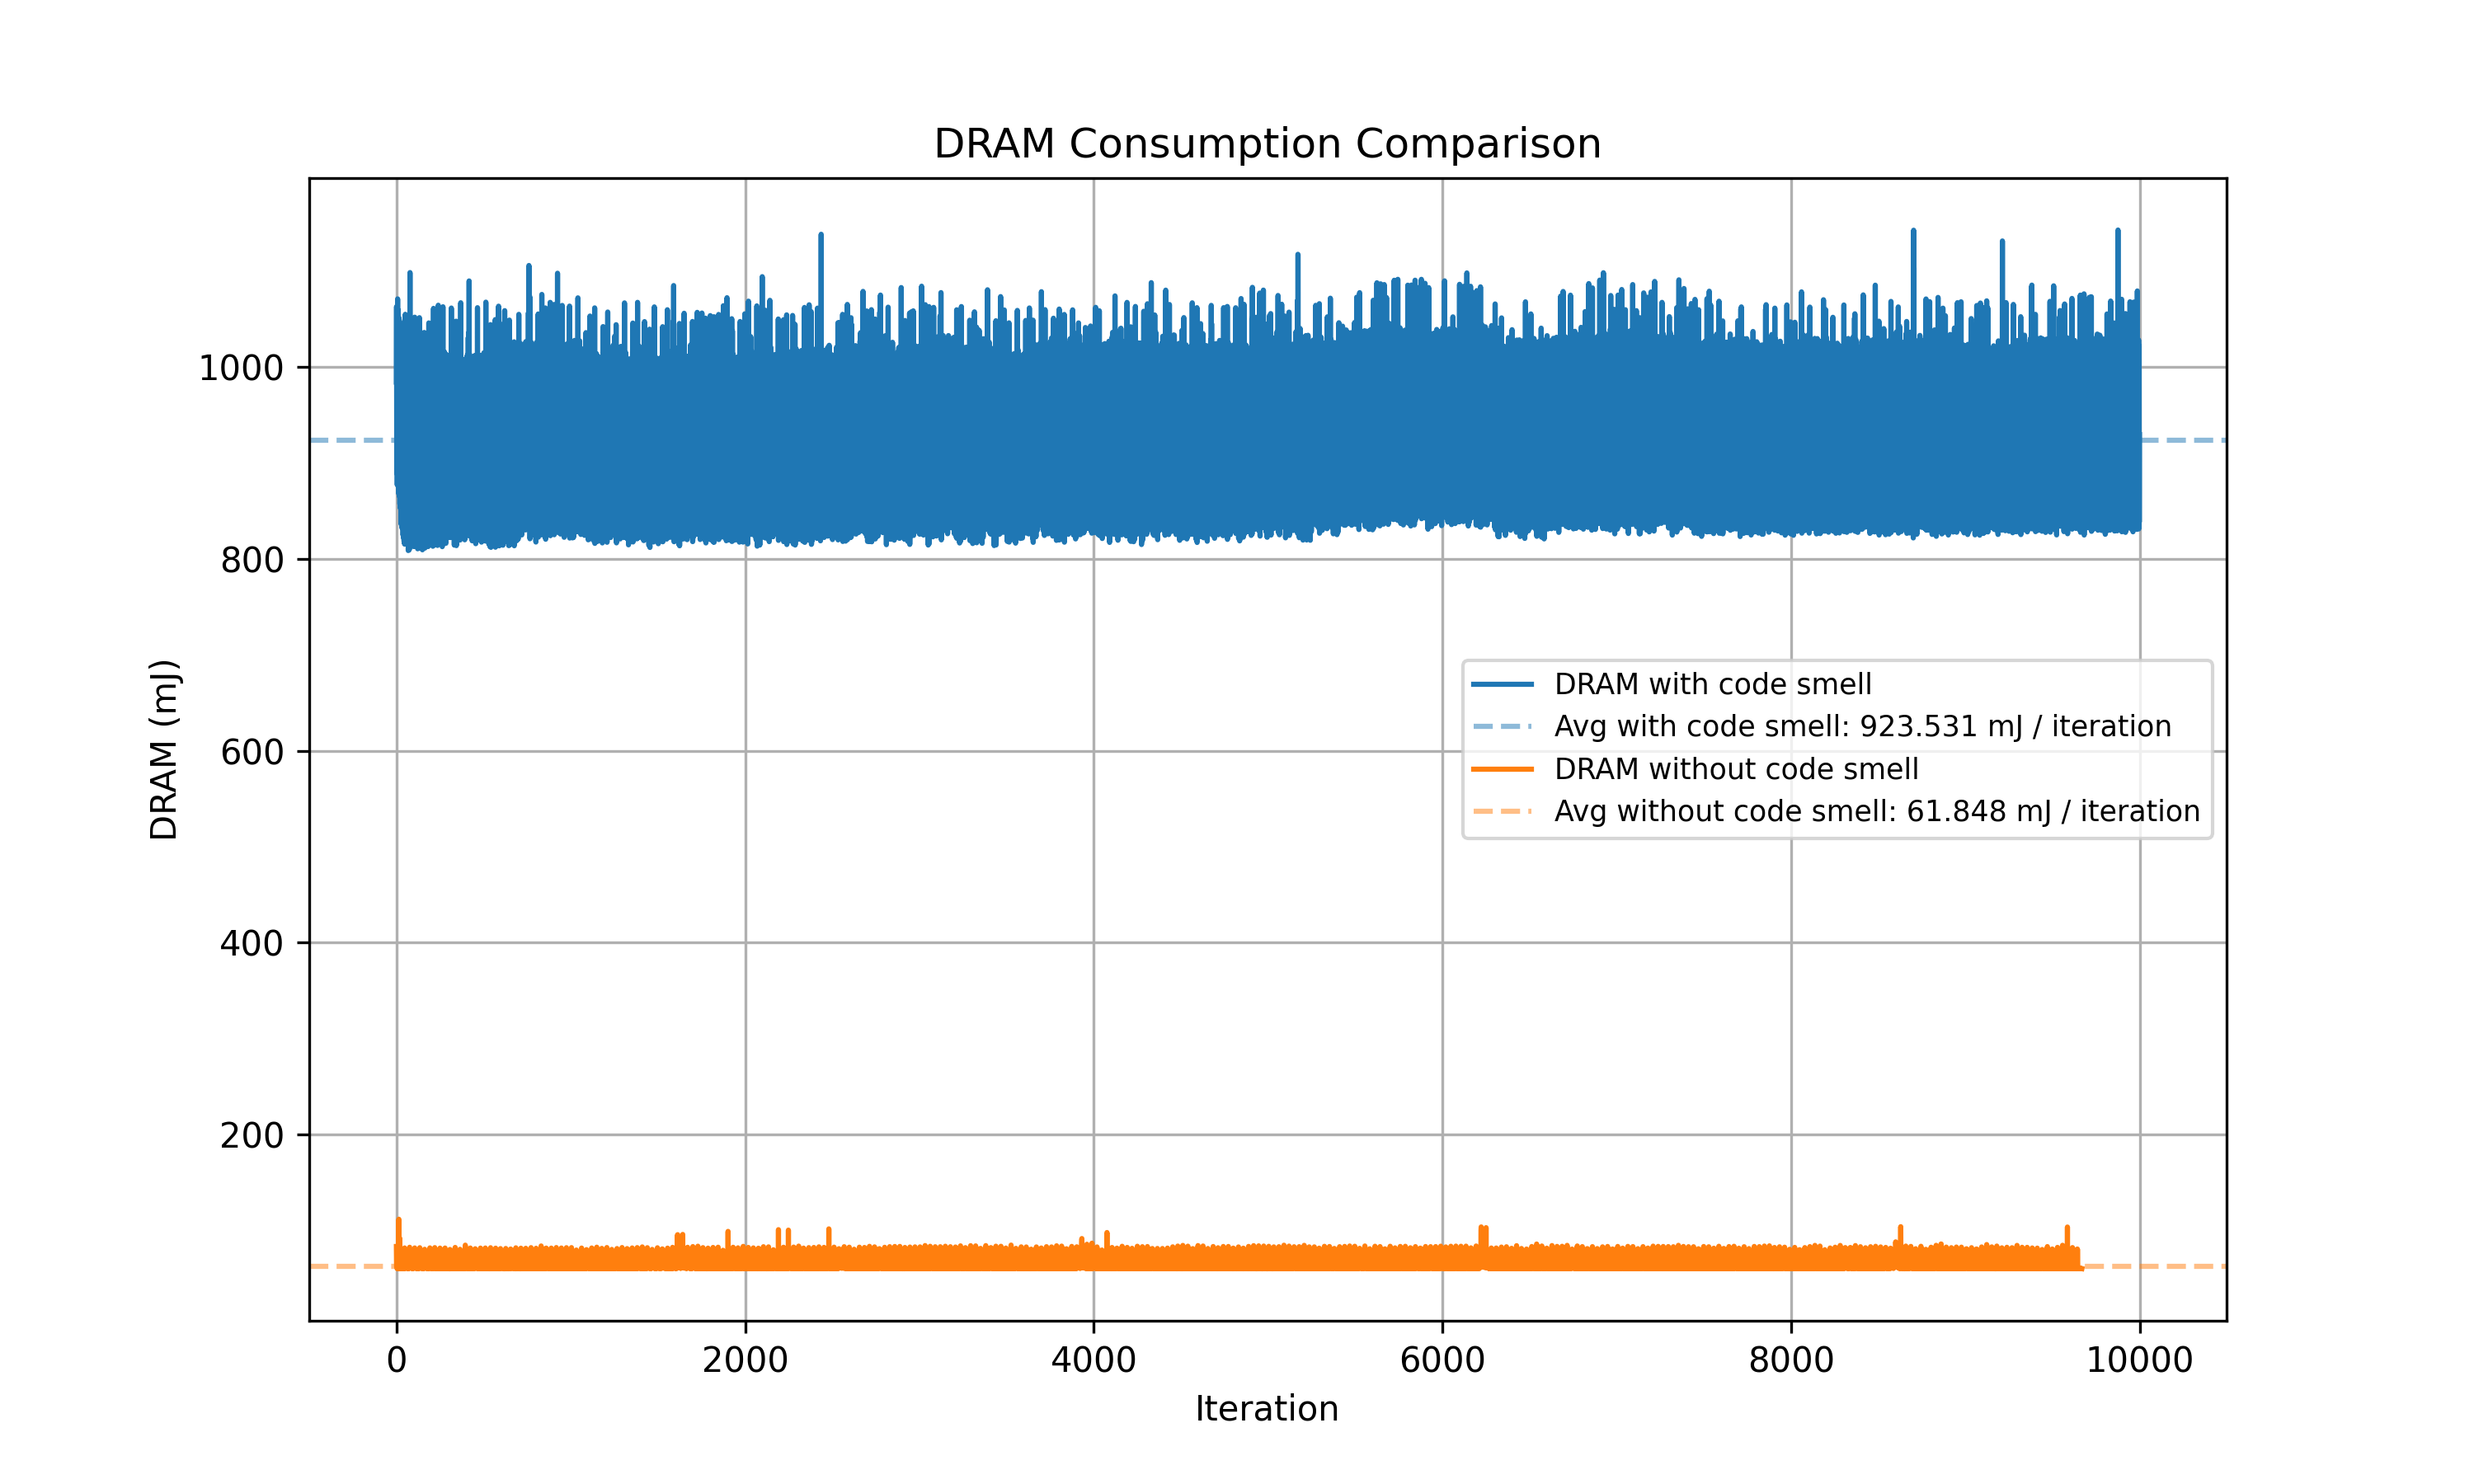 DRAM Consumption Comparison
DRAM (mJ)
1000
800
600
400
200
DRAM with code smell
Avg with code smell: 923.531 mJ / iteration
DRAM without code smell
Avg without code smell: 61.848 mJ / iteration
0 2000 4000 6000 8000 10000
Iteration